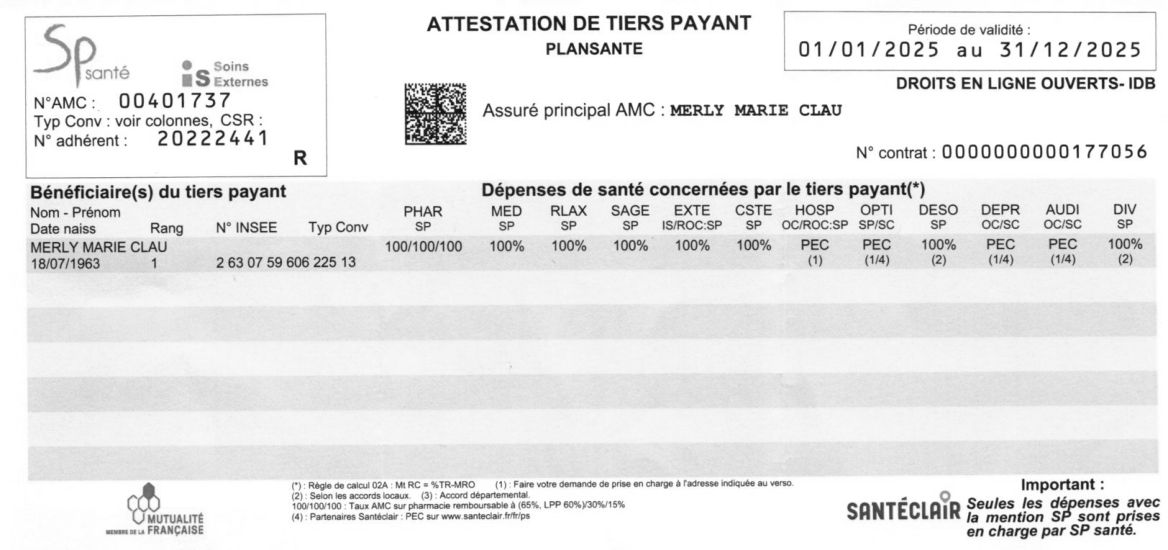 Sp santé
Soins
iS Externes
N°AMC : 00401737
Typ Conv : voir colonnes, CSR :
N° adhérent : 20222441
R
ATTESTATION DE TIERS PAYANT
PLANSANTE
Période de validité :
01/01/2025 au 31/12/2025
DROITS EN LIGNE OUVERTS- IDB
Assuré principal AMC : MERLY MARIE CLAU
N° contrat : 0000000000177056
Bénéficiaire(s) du tiers payant Dépenses de santé concernées par le tiers payant(*)
Nom - Prénom PHAR MED RLAX SAGE EXTE CSTE HOSP OPTI DESO DEPR AUDI DIV
Date naiss Rang N° INSEE Typ Conv SP SP SP SP IS/ROC:SP SP OC/ROC:SP SP/SC SP OC/SC OC/SC SP
MERLY MARIE CLAU 100/100/100 100% 100% 100% 100% 100% PEC PEC 100% PEC PEC 100%
18/07/1963 1 2 63 07 59 606 225 13 (1) (1/4) (2) (1/4) (1/4) (2)
MUTUALITÉ
MEMBRE DE LA FRANÇAISE
(*) : Règle de calcul 02A : Mt RC = %TR-MRO (1) : Faire votre demande de prise en charge à l'adresse indiquée au verso.
(2) : Selon les accords locaux. (3) : Accord départemental.
100/100/100 : Taux AMC sur pharmacie remboursable à (65%, LPP 60%)/30%/15%
(4) : Partenaires Santéclair : PEC sur www.santeclair.fr/fr/ps
SANTÉCLAIR
Important :
Seules les dépenses avec
la mention SP sont prises
en charge par SP santé.